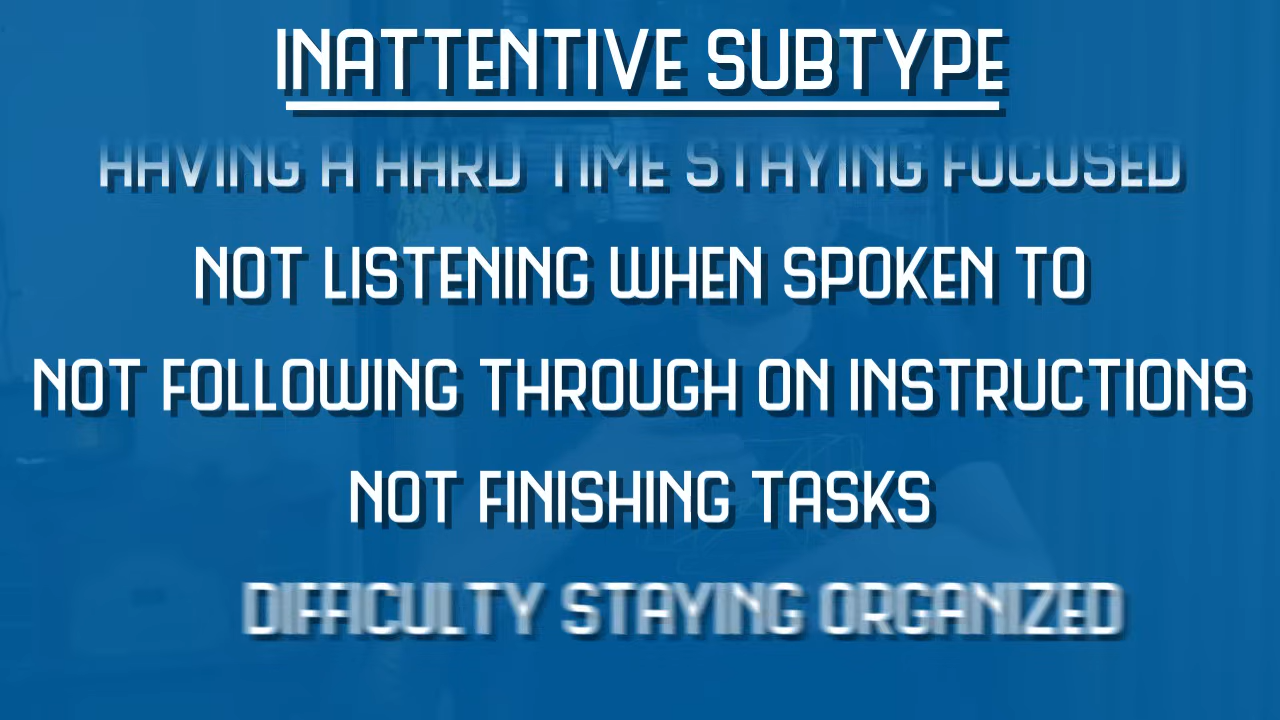 INATTENTIVE SUBTYPE
HAVING A HARD TIME STAYING FOCUSED
NOT LISTENING WHEN SPOKEN TO
NOT FOLLOWING THROUGH ON INSTRUCTIONS
NOT FINISHING TASKS
DIFFICULTY STAYING ORGANIZED